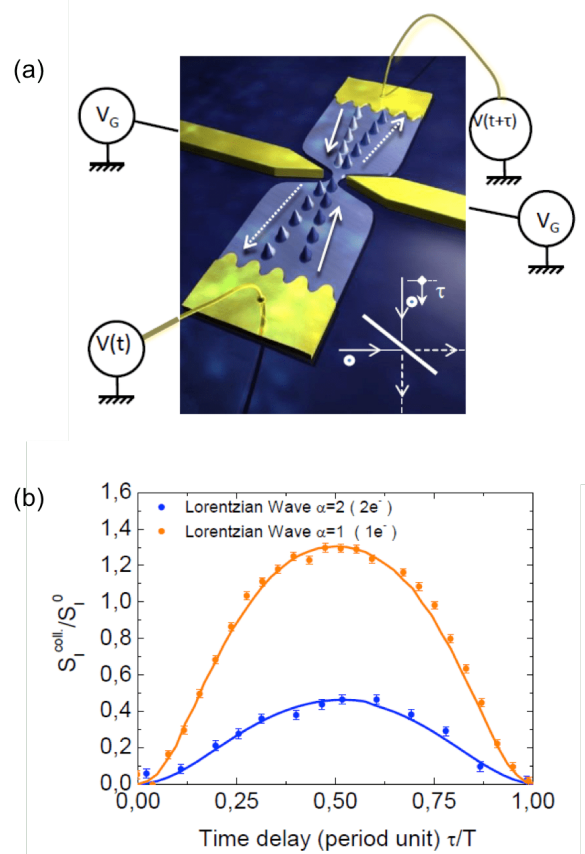 (a)
V_G
V(t+τ)
V_G
V(t)
τ
(b)
1,6
1,4
1,2
1,0
0,8
0,6
0,4
0,2
0,0
S_I^coll./S_I^0
Lorentzian Wave α=2 ( 2e⁻)
Lorentzian Wave α=1 ( 1e⁻)
0,00 0,25 0,50 0,75 1,00
Time delay (period unit) τ/T